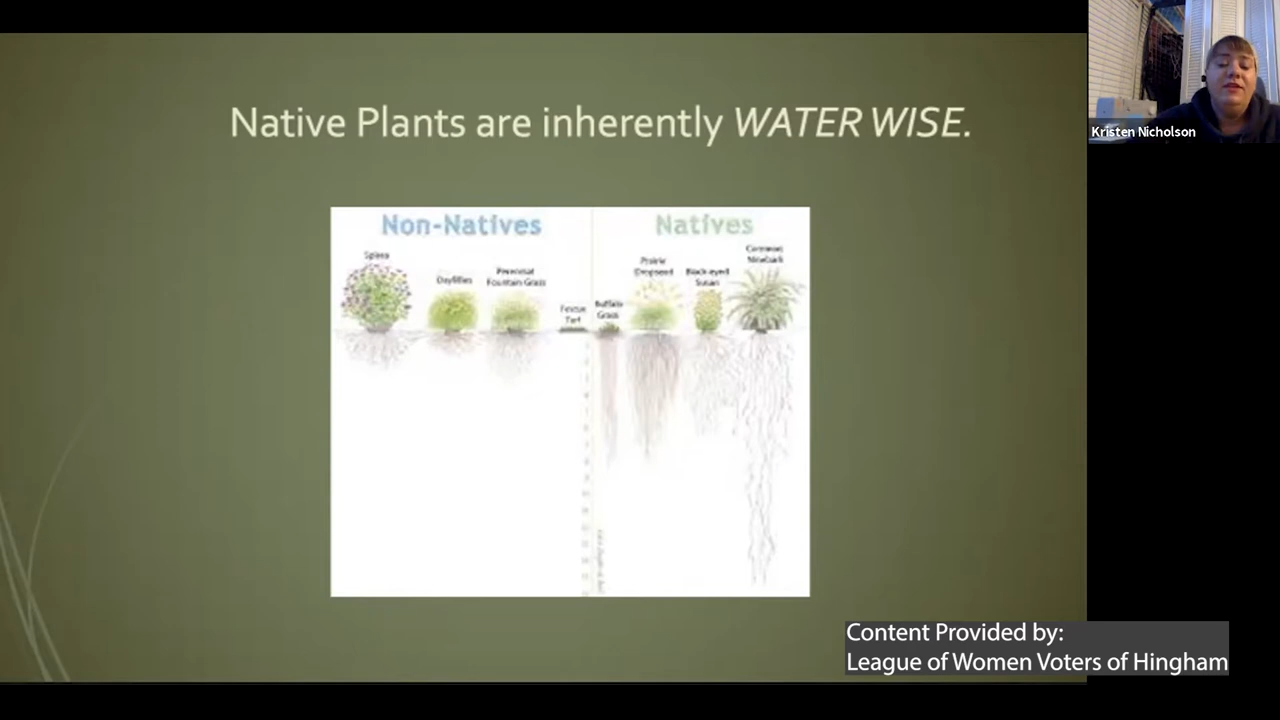 Native Plants are inherently WATER WISE.
Kristen Nicholson
Non-Natives
Natives
Spirea
Daylilies
Perennial
Fountain Grass
Fescue
Turf
Buffalo
Grass
Prairie
Dropseed
Black-eyed
Susan
Common
Ninebark
Content Provided by:
League of Women Voters of Hingham